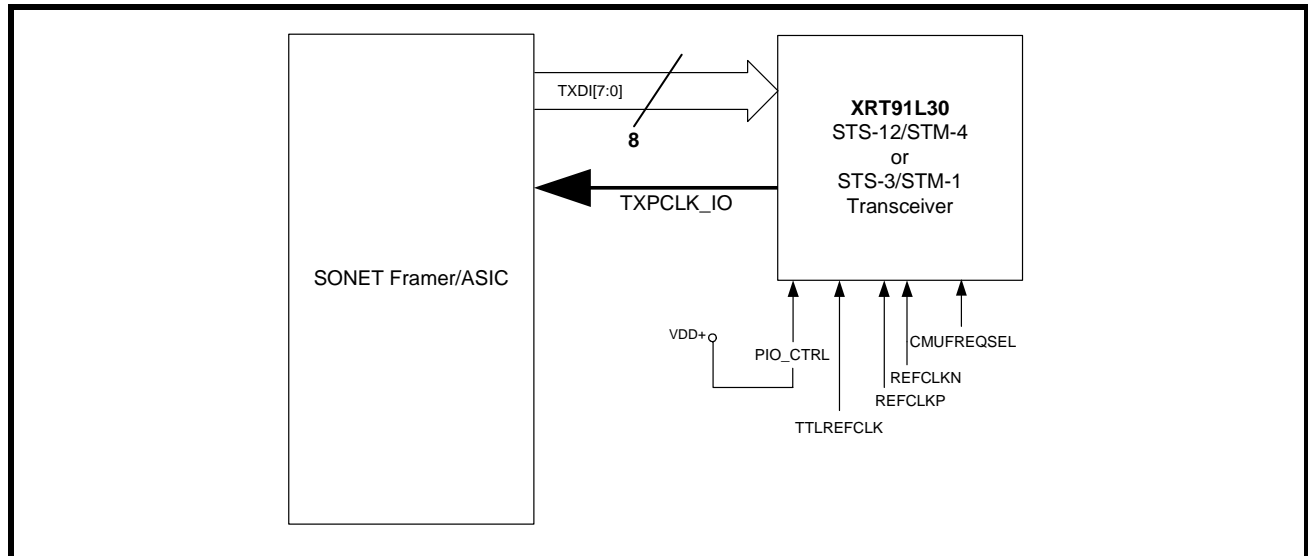 TXDI[7:0]
8
TXPCLK_IO
SONET Framer/ASIC
XRT91L30
STS-12/STM-4
or
STS-3/STM-1
Transceiver
VDD+
PIO_CTRL
CMUFREQSEL
REFCLKN
REFCLKP
TTLREFCLK